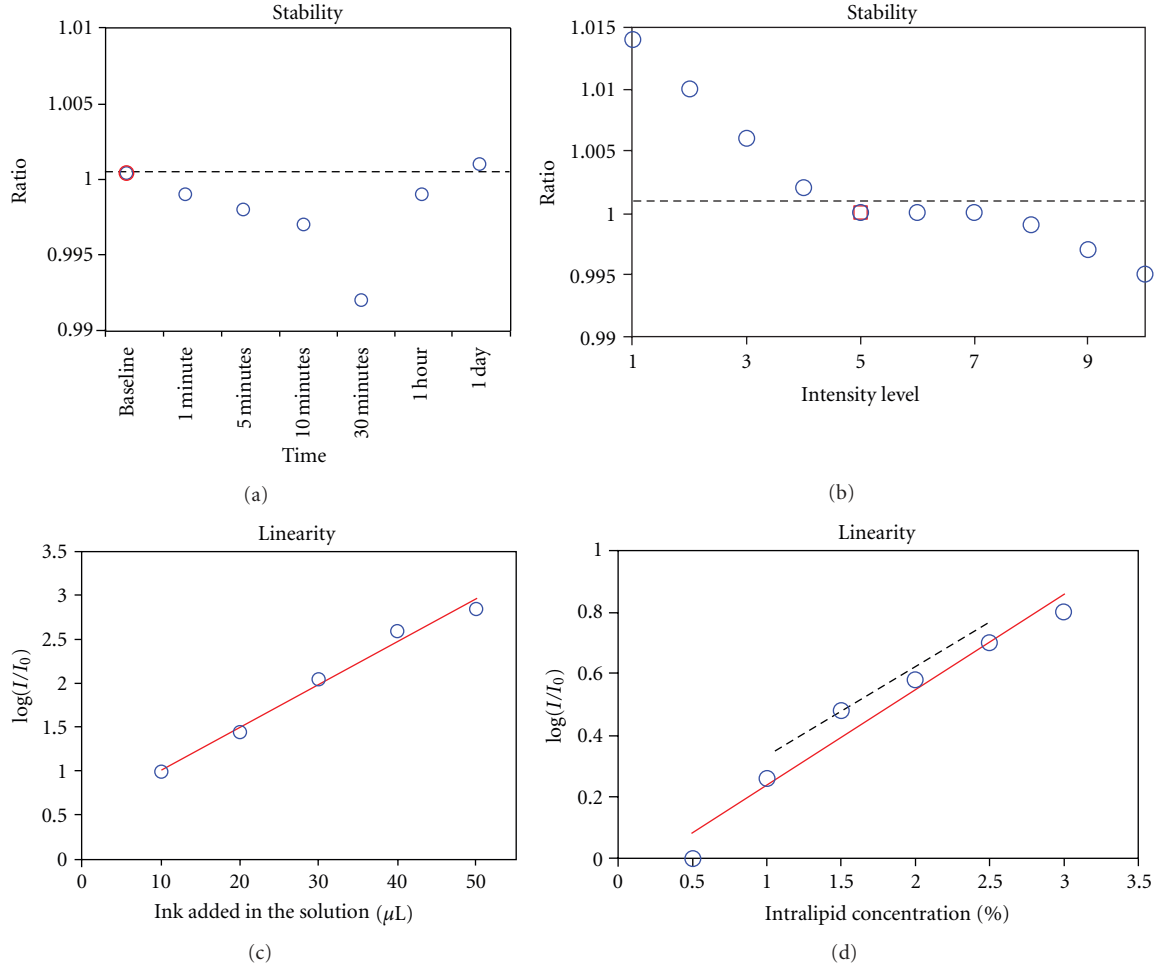 Stability
1.01
1.005
1
0.995
0.99
Ratio
Baseline
1 minute
5 minutes
10 minutes
30 minutes
1 hour
1 day
Time
(a)
Stability
1.015
1.01
1.005
1
0.995
0.99
Ratio
1 3 5 7 9
Intensity level
(b)
Linearity
3.5
3
2.5
2
1.5
1
0.5
0
log(I/I₀)
0 10 20 30 40 50
Ink added in the solution (μL)
(c)
Linearity
1
0.8
0.6
0.4
0.2
0
log(I/I₀)
0 0.5 1 1.5 2 2.5 3 3.5
Intralipid concentration (%)
(d)